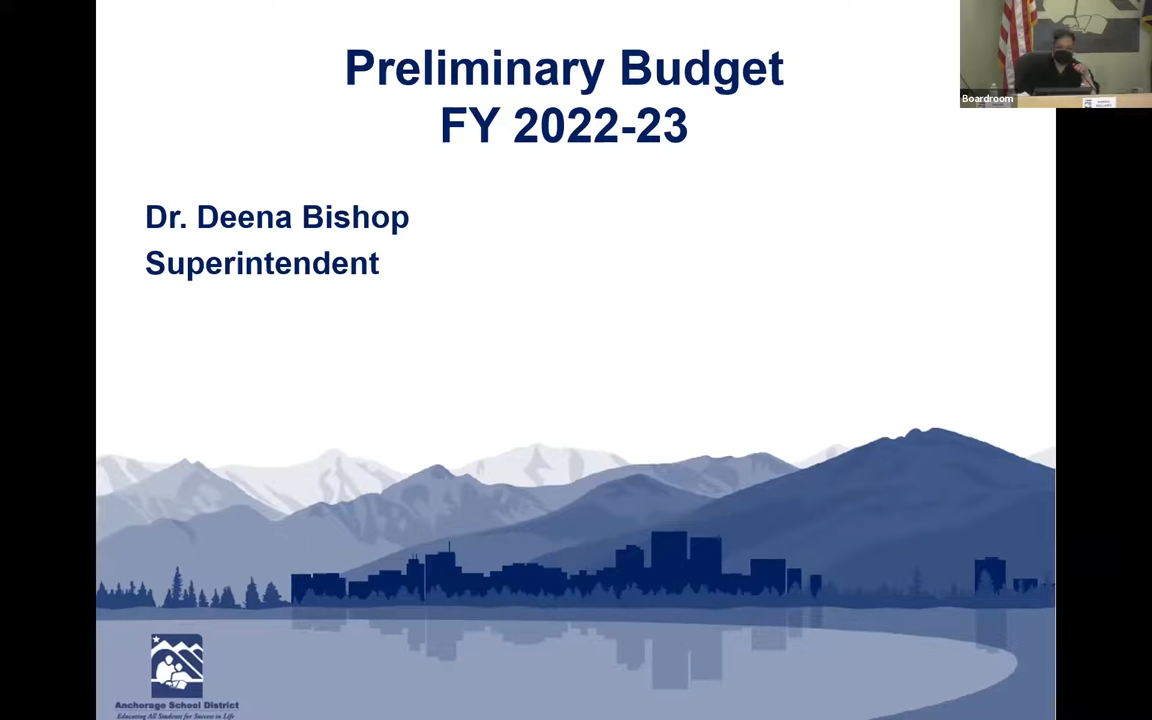 Preliminary Budget
FY 2022-23
Boardroom
Dr. Deena Bishop
Superintendent
Anchorage School District
Educating All Students for Success in Life